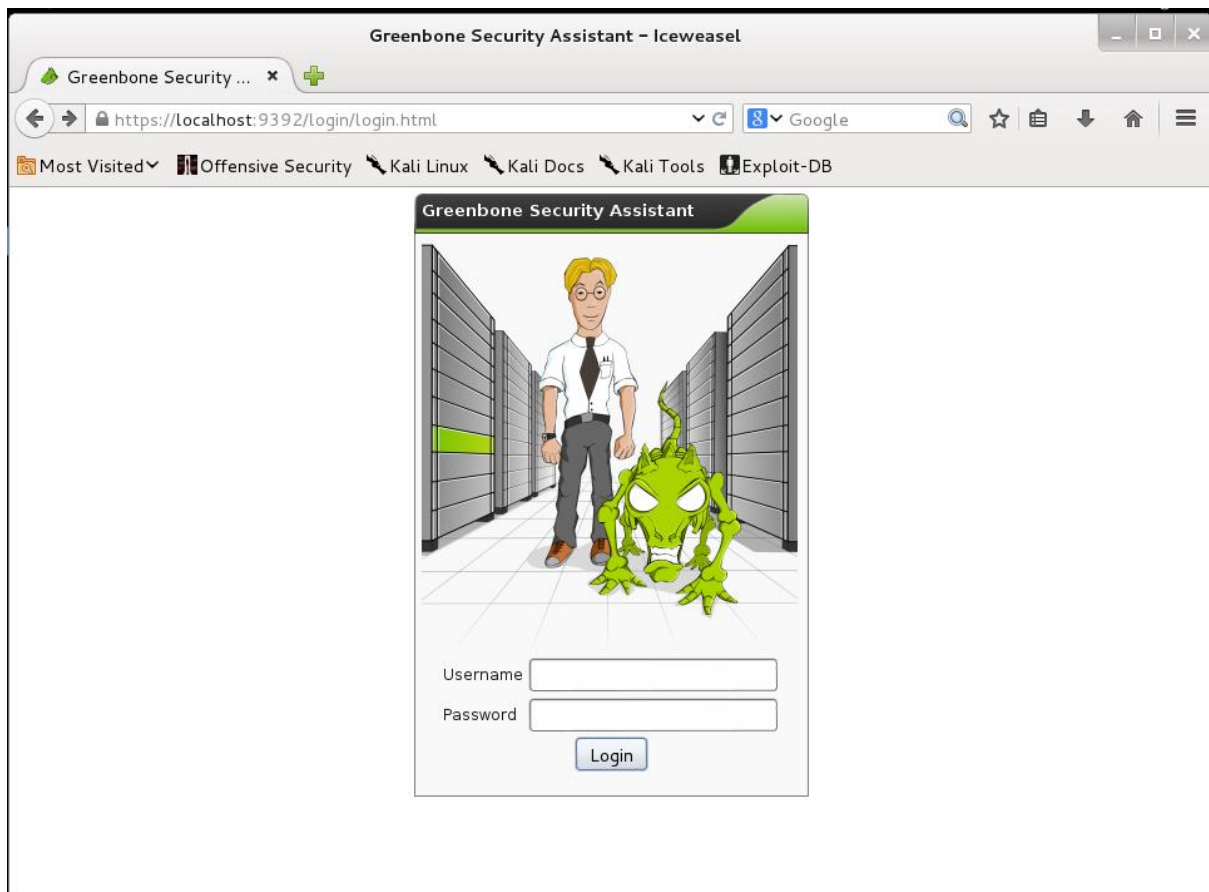 Greenbone Security Assistant - Iceweasel
Greenbone Security ...
https://localhost:9392/login/login.html
Google
Most Visited
Offensive Security
Kali Linux
Kali Docs
Kali Tools
Exploit-DB
Greenbone Security Assistant
Username
Password
Login